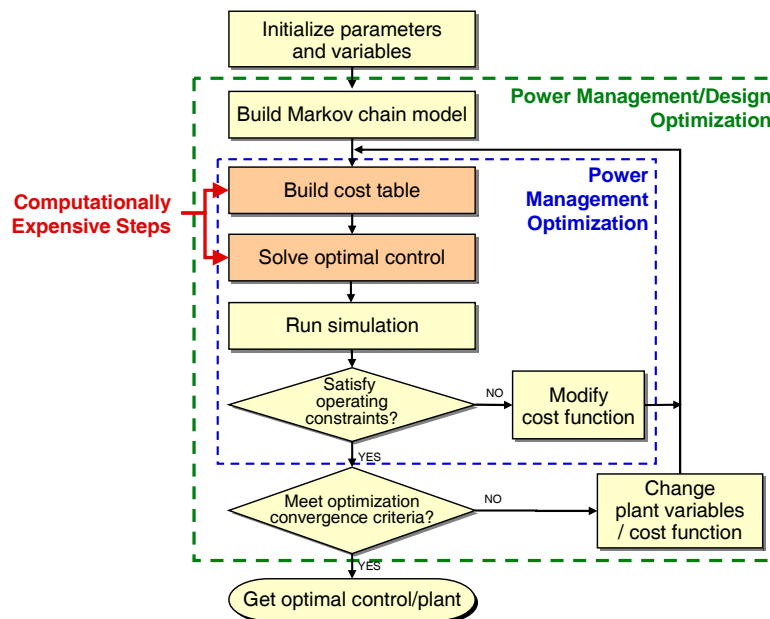 Initialize parameters
and variables
Power Management/Design
Optimization
Build Markov chain model
Power
Management
Optimization
Build cost table
Computationally
Expensive Steps
Solve optimal control
Run simulation
Satisfy
operating
constraints?
NO
Modify
cost function
YES
Meet optimization
convergence criteria?
NO
Change
plant variables
/ cost function
YES
Get optimal control/plant